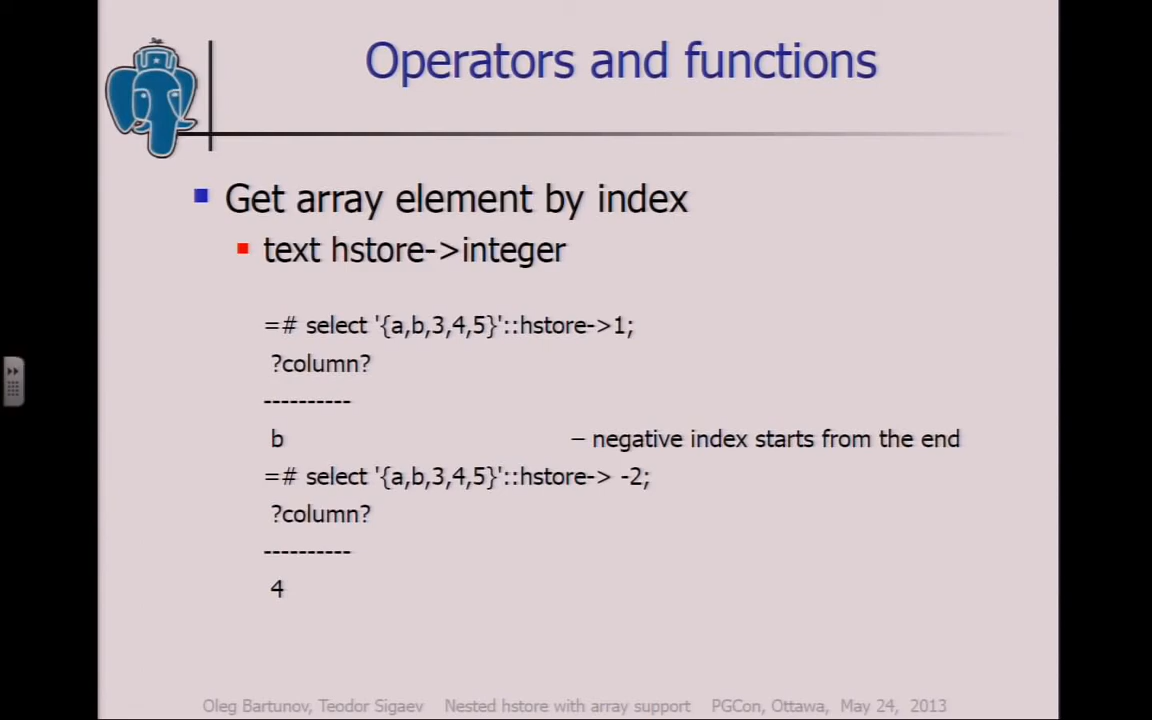 Operators and functions
Get array element by index
text hstore->integer
=# select '{a,b,3,4,5}'::hstore->1;
?column?
----------
b – negative index starts from the end
=# select '{a,b,3,4,5}'::hstore-> -2;
?column?
----------
4
Oleg Bartunov, Teodor Sigaev Nested hstore with array support PGCon, Ottawa, May 24, 2013